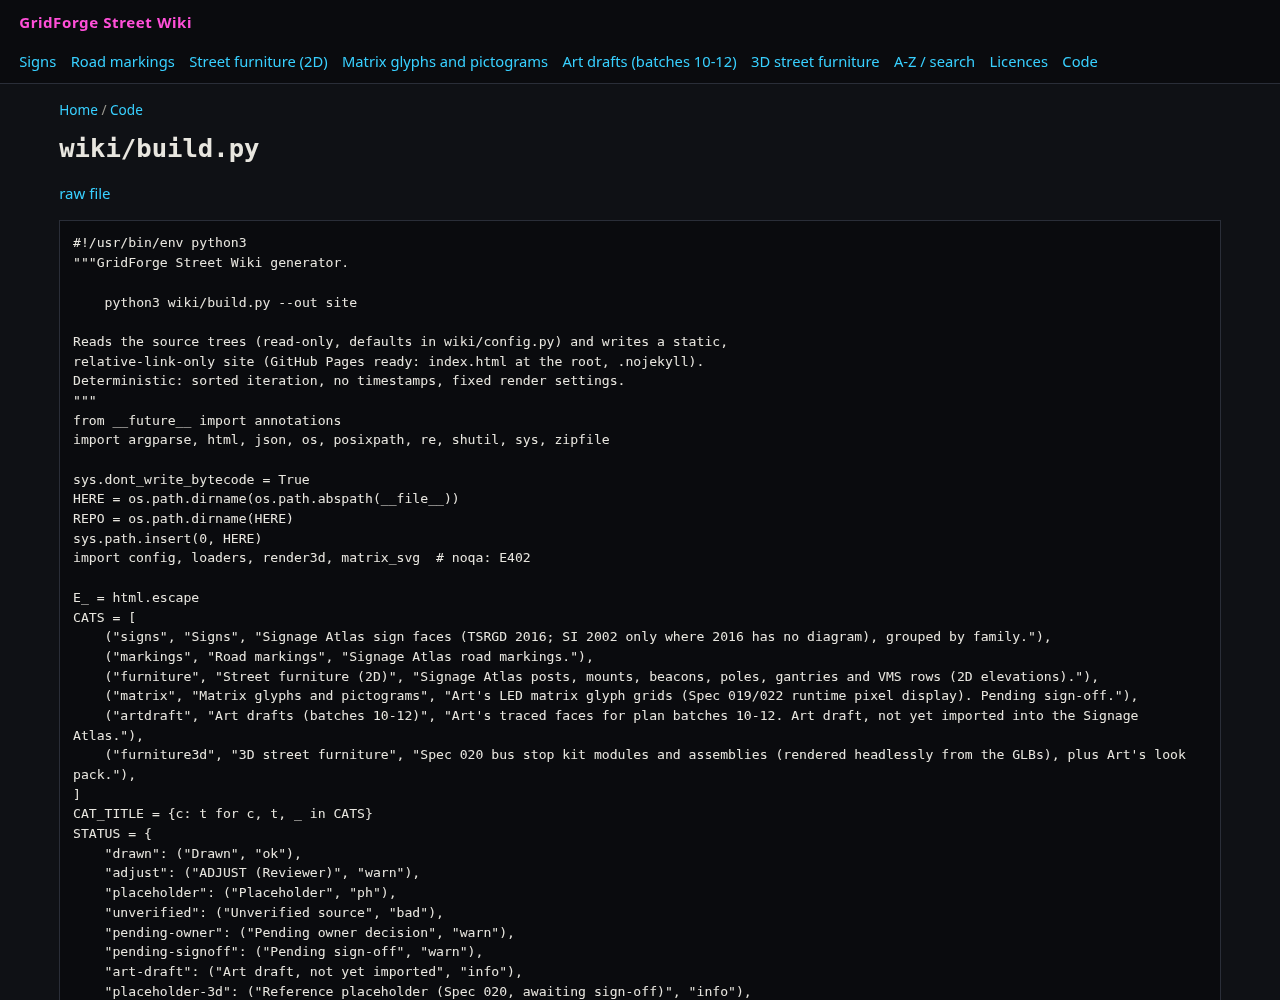 GridForge Street Wiki
Signs Road markings Street furniture (2D) Matrix glyphs and pictograms Art drafts (batches 10-12) 3D street furniture A-Z / search Licences Code
Home / Code
wiki/build.py
raw file
#!/usr/bin/env python3
"""GridForge Street Wiki generator.
    python3 wiki/build.py --out site
Reads the source trees (read-only, defaults in wiki/config.py) and writes a static,
relative-link-only site (GitHub Pages ready: index.html at the root, .nojekyll).
Deterministic: sorted iteration, no timestamps, fixed render settings.
"""
from __future__ import annotations
import argparse, html, json, os, posixpath, re, shutil, sys, zipfile
sys.dont_write_bytecode = True
HERE = os.path.dirname(os.path.abspath(__file__))
REPO = os.path.dirname(HERE)
sys.path.insert(0, HERE)
import config, loaders, render3d, matrix_svg  # noqa: E402
E_ = html.escape
CATS = [
    ("signs", "Signs", "Signage Atlas sign faces (TSRGD 2016; SI 2002 only where 2016 has no diagram), grouped by family."),
    ("markings", "Road markings", "Signage Atlas road markings."),
    ("furniture", "Street furniture (2D)", "Signage Atlas posts, mounts, beacons, poles, gantries and VMS rows (2D elevations)."),
    ("matrix", "Matrix glyphs and pictograms", "Art's LED matrix glyph grids (Spec 019/022 runtime pixel display). Pending sign-off."),
    ("artdraft", "Art drafts (batches 10-12)", "Art's traced faces for plan batches 10-12. Art draft, not yet imported into the Signage
Atlas."),
    ("furniture3d", "3D street furniture", "Spec 020 bus stop kit modules and assemblies (rendered headlessly from the GLBs), plus Art's look
pack."),
]
CAT_TITLE = {c: t for c, t, _ in CATS}
STATUS = {
    "drawn": ("Drawn", "ok"),
    "adjust": ("ADJUST (Reviewer)", "warn"),
    "placeholder": ("Placeholder", "ph"),
    "unverified": ("Unverified source", "bad"),
    "pending-owner": ("Pending owner decision", "warn"),
    "pending-signoff": ("Pending sign-off", "warn"),
    "art-draft": ("Art draft, not yet imported", "info"),
    "placeholder-3d": ("Reference placeholder (Spec 020, awaiting sign-off)", "info"),